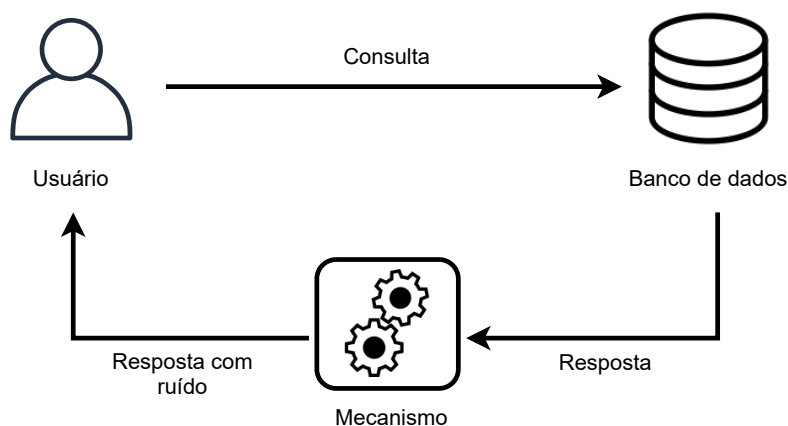 Consulta
Usuário
Banco de dados
Resposta com
ruído
Resposta
Mecanismo